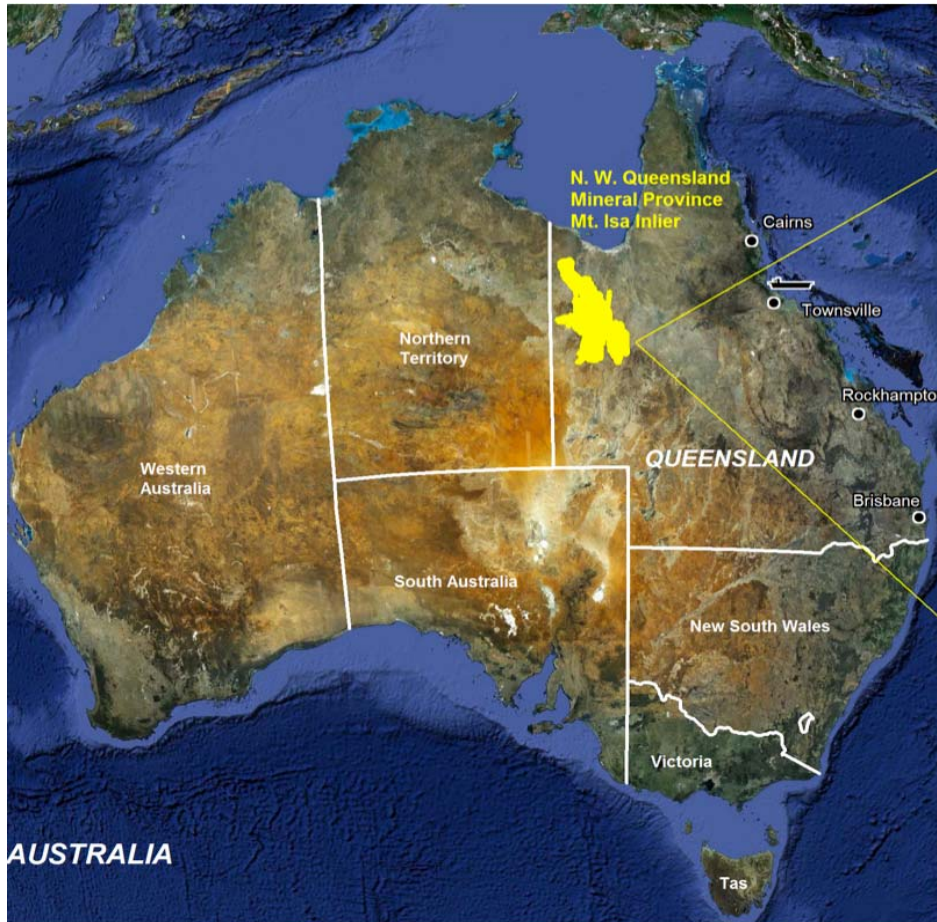 N. W. Queensland
Mineral Province
Mt. Isa Inlier
Cairns
Townsville
Northern
Territory
Rockhampto
QUEENSLAND
Western
Australia
Brisbane
South Australia
New South Wales
Victoria
AUSTRALIA
Tas